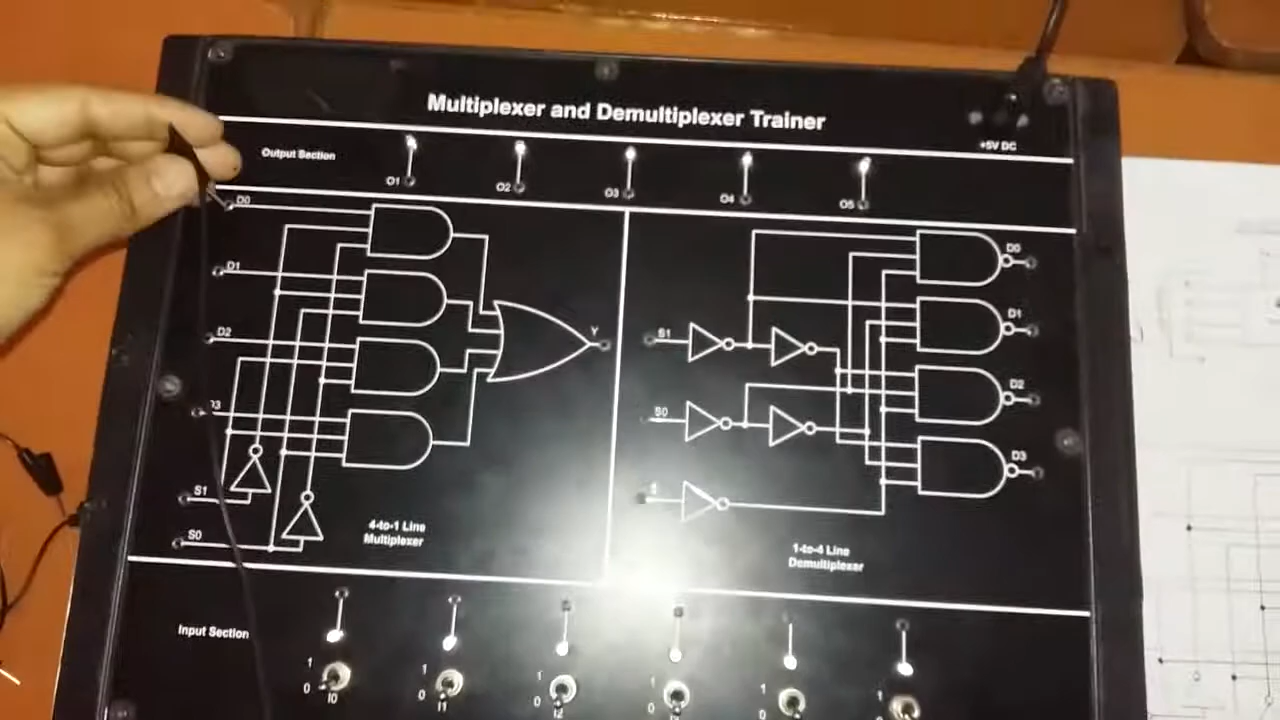 Multiplexer and Demultiplexer Trainer
+5V DC
Output Section
O1
O2
O3
O4
O5
D0
D1
D2
S1
S0
Y
4-to-1 Line
Multiplexer
S1
S0
D0
D1
D2
D3
1-to-4 Line
Demultiplexer
Input Section
1
0
I0
1
0
I1
1
0
I2
1
0
1
0
1